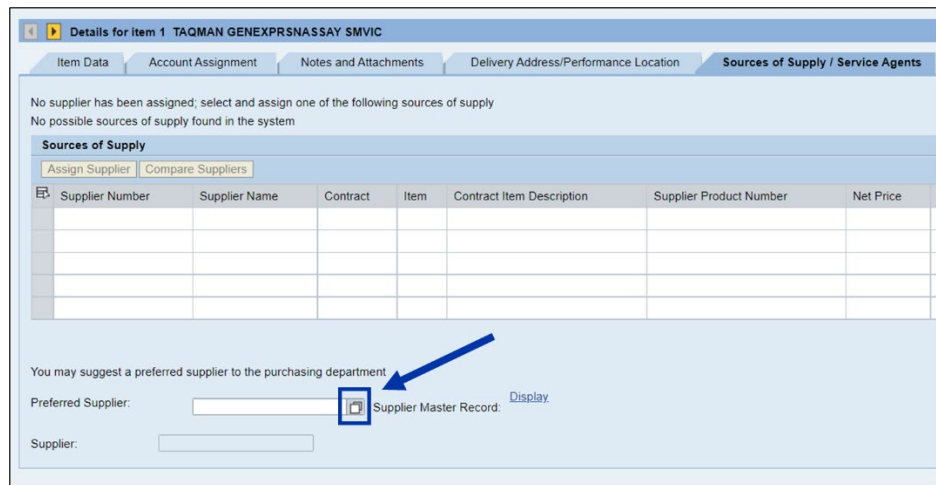 Details for item 1 TAQMAN GENEXPRSNASSAY SMVIC
Item Data Account Assignment Notes and Attachments Delivery Address/Performance Location Sources of Supply / Service Agents
No supplier has been assigned; select and assign one of the following sources of supply
No possible sources of supply found in the system
Sources of Supply
Assign Supplier Compare Suppliers
Supplier Number Supplier Name Contract Item Contract Item Description Supplier Product Number Net Price
You may suggest a preferred supplier to the purchasing department
Preferred Supplier: Supplier Master Record: Display
Supplier: